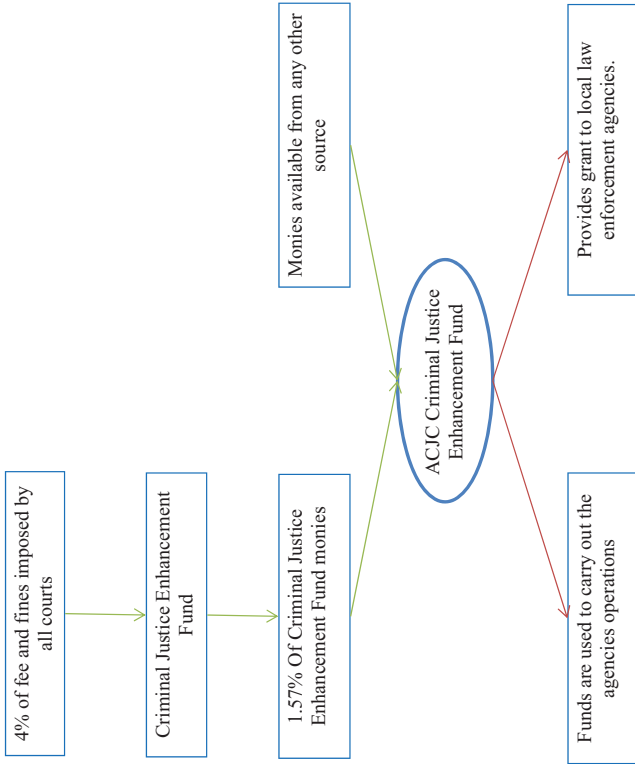 4% of fee and fines imposed by
all courts
Criminal Justice Enhancement
Fund
1.57% Of Criminal Justice
Enhancement Fund monies
Monies available from any other
source
ACJC Criminal Justice
Enhancement Fund
Funds are used to carry out the
agencies operations
Provides grant to local law
enforcement agencies.